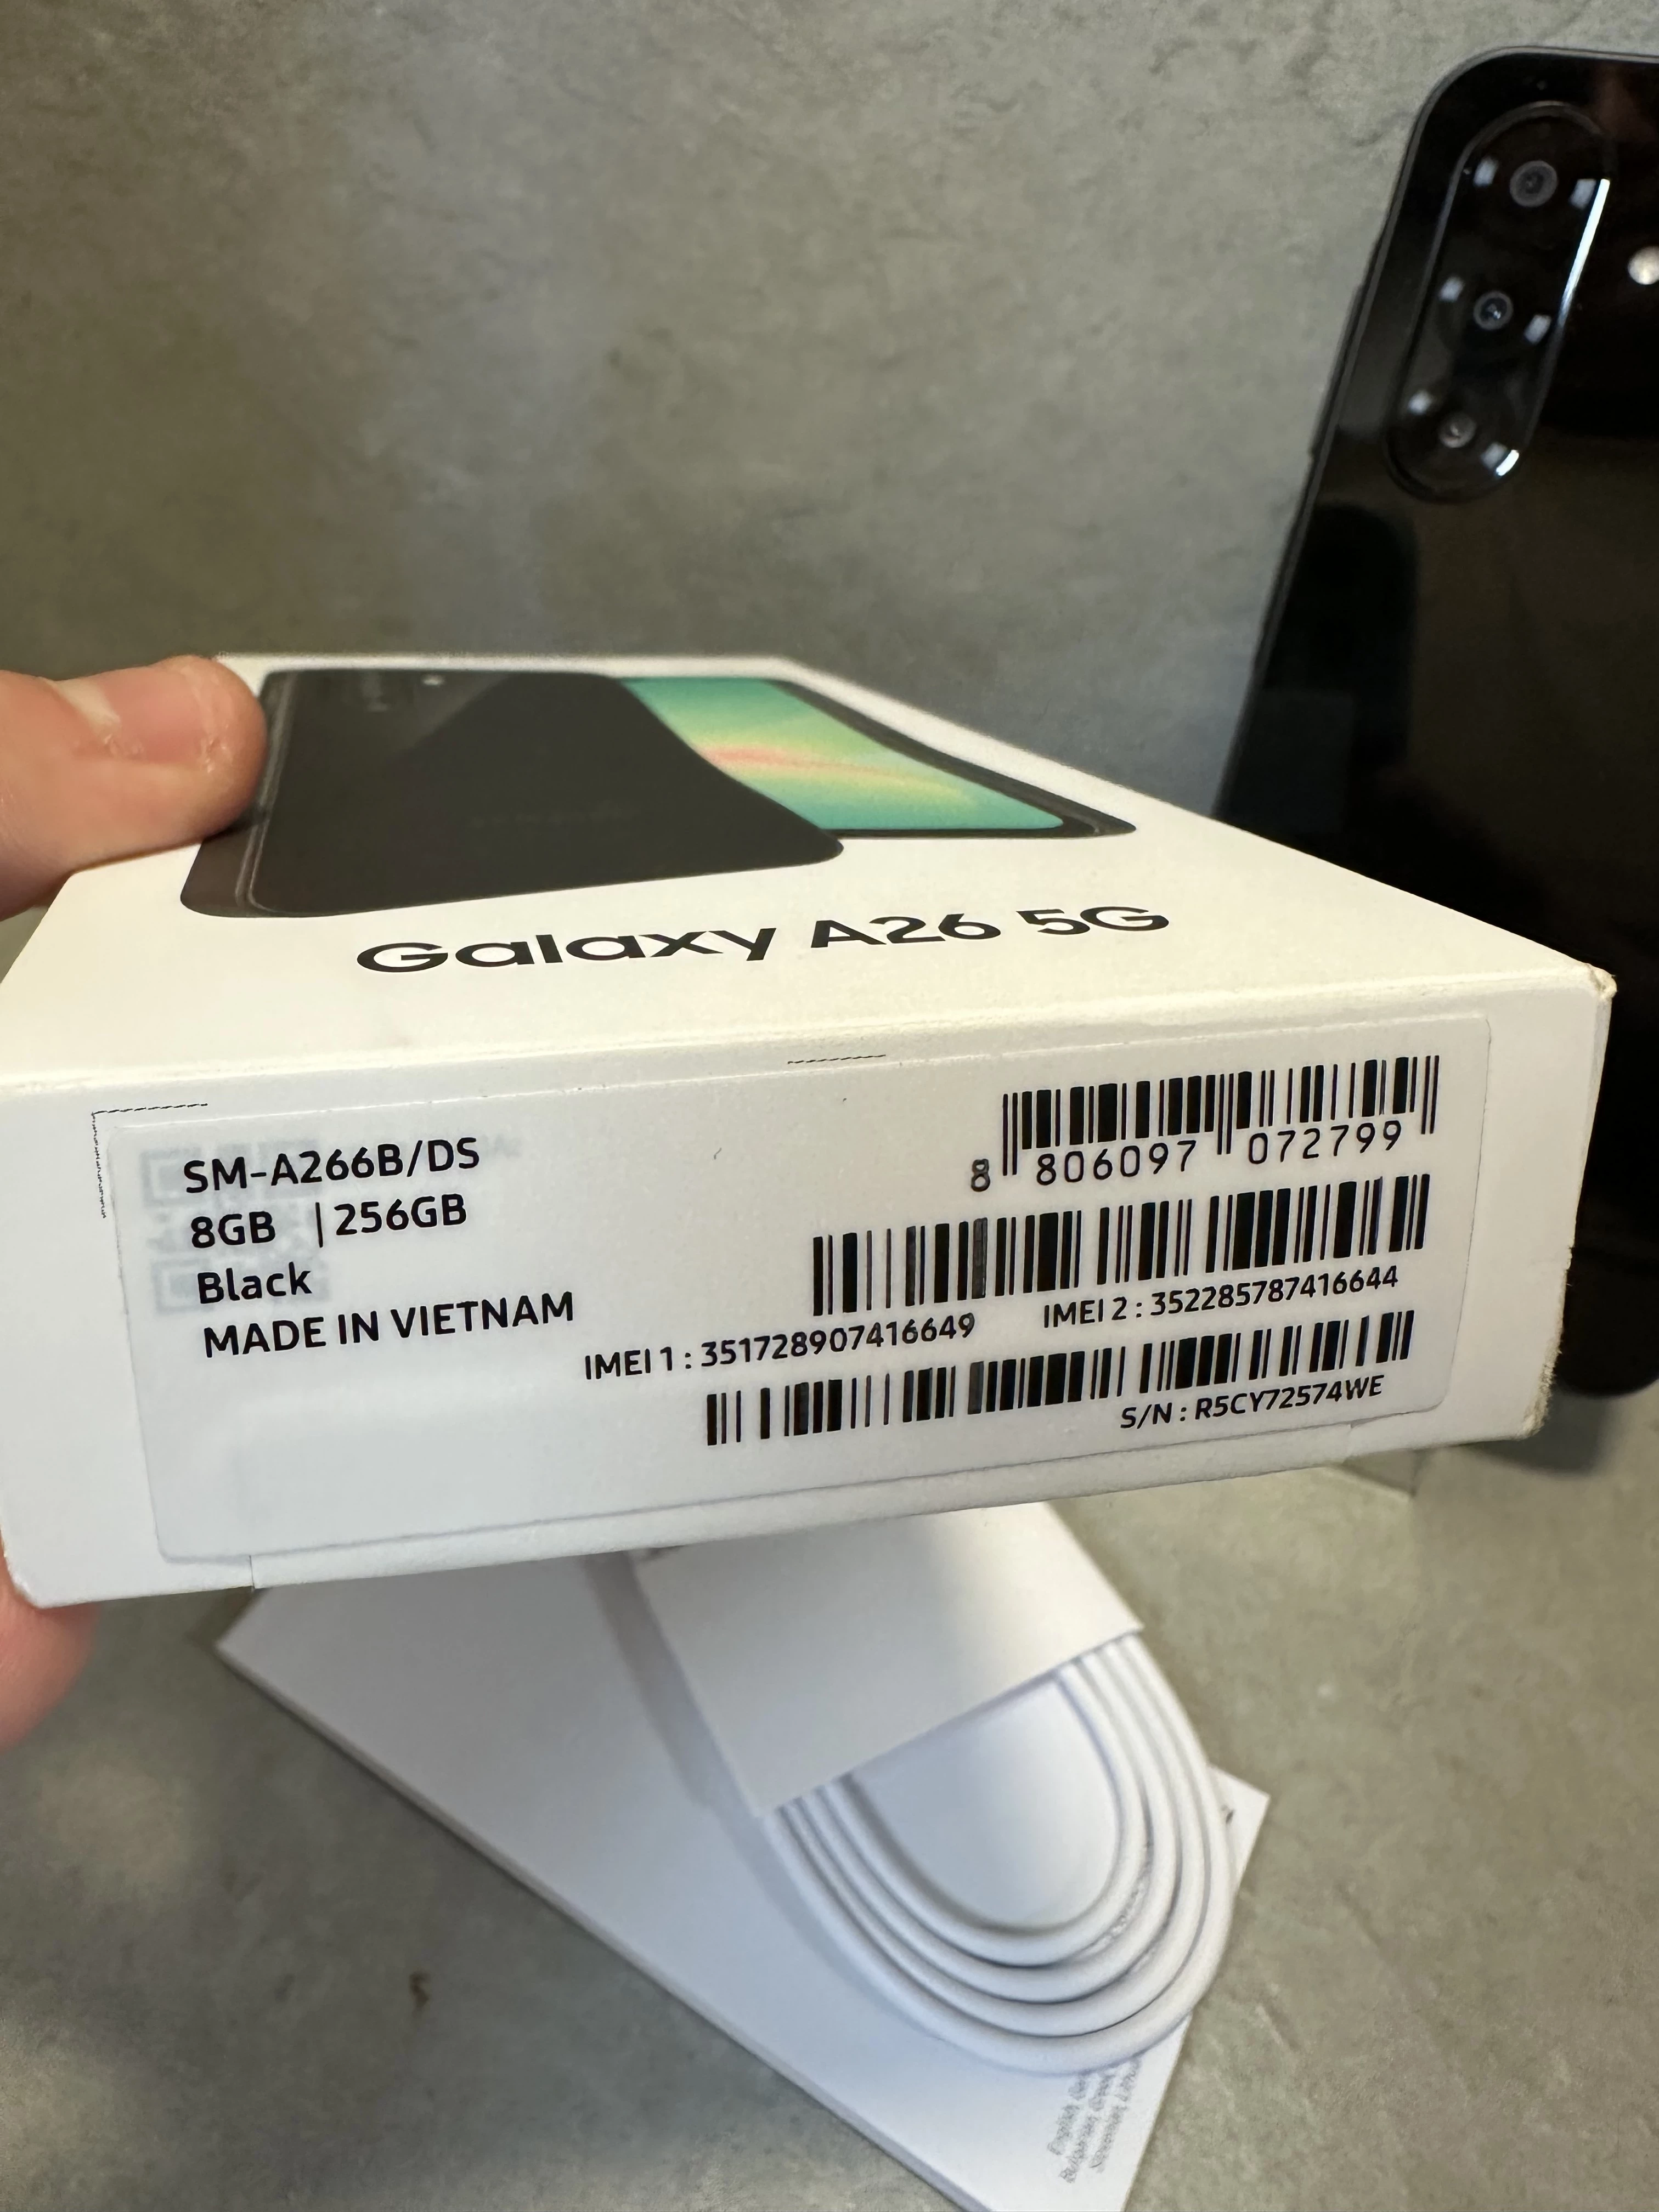 Galaxy A26 5G
SM-A266B/DS
8GB | 256GB
Black
MADE IN VIETNAM
8 806097 072799
IMEI 1 : 351728907416649
IMEI 2 : 352285787416644
S/N : R5CY72574WE